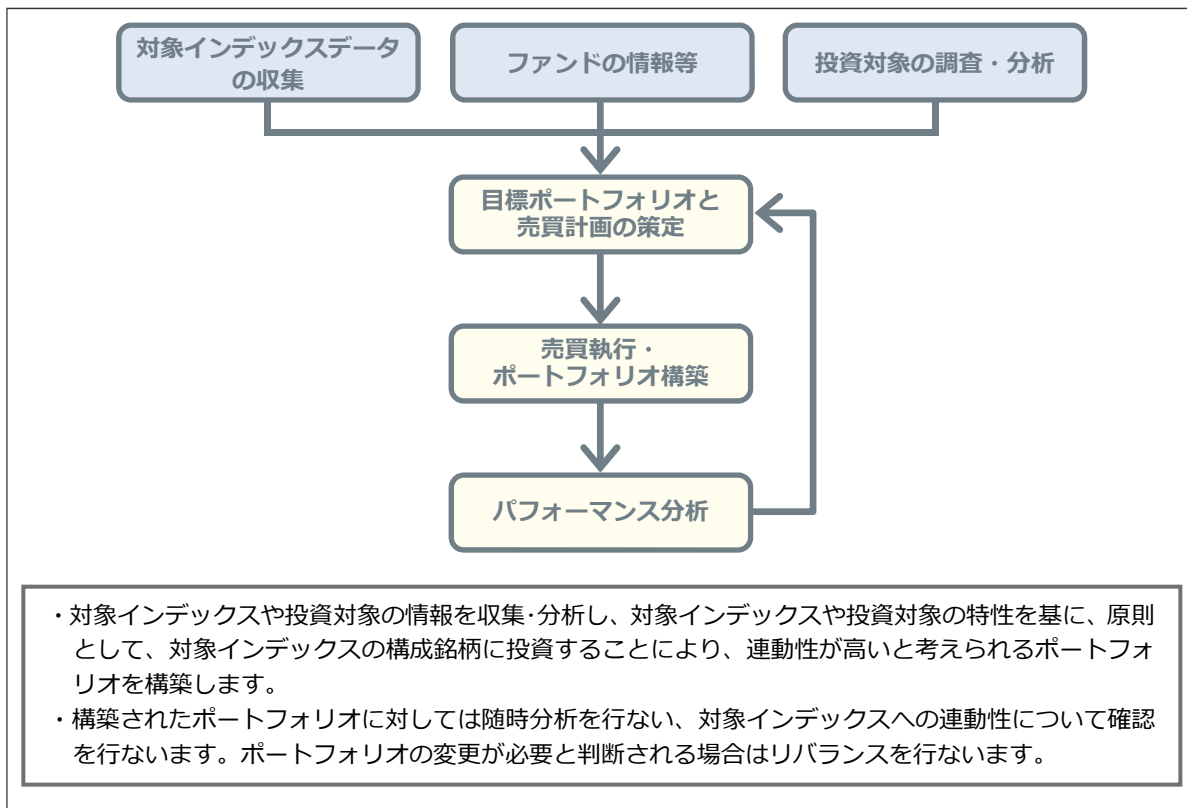 対象インデックスデータ
の収集
ファンドの情報等
投資対象の調査・分析
目標ポートフォリオと
売買計画の策定
売買執行・
ポートフォリオ構築
パフォーマンス分析
・対象インデックスや投資対象の情報を収集・分析し、対象インデックスや投資対象の特性を基に、原則
として、対象インデックスの構成銘柄に投資することにより、連動性が高いと考えられるポートフォ
リオを構築します。
・構築されたポートフォリオに対しては随時分析を行ない、対象インデックスへの連動性について確認
を行ないます。ポートフォリオの変更が必要と判断される場合はリバランスを行ないます。